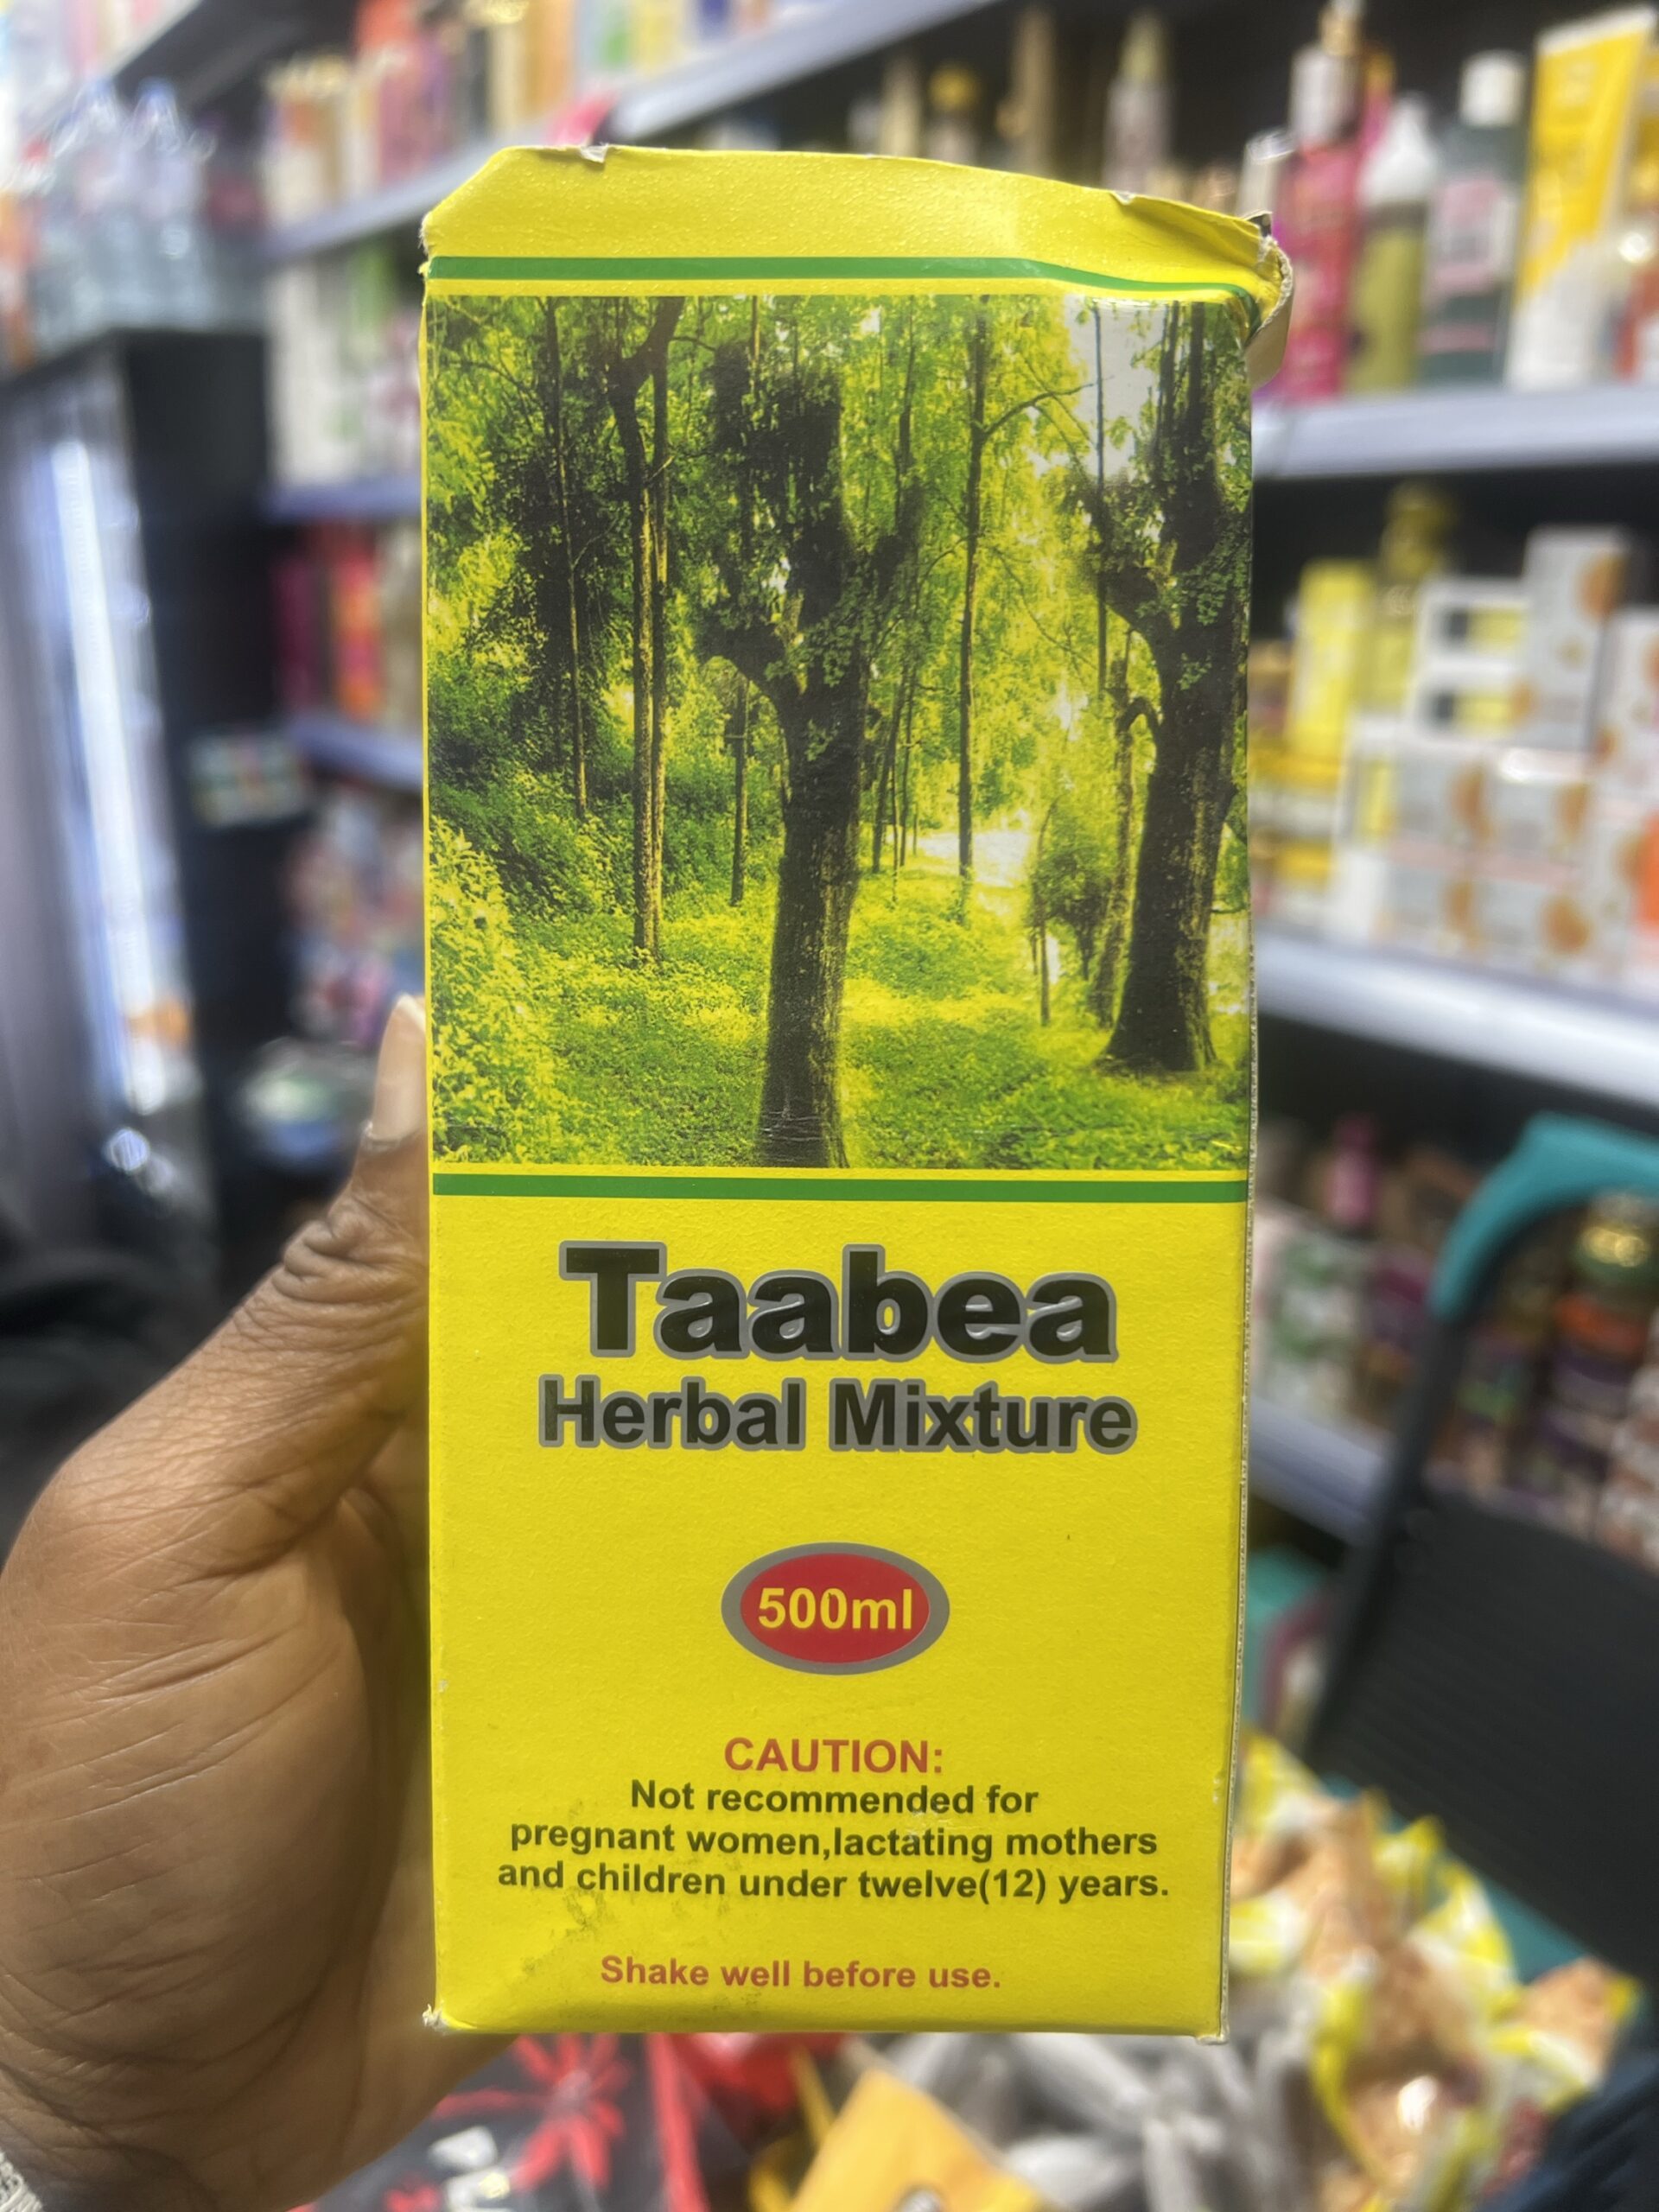 Taabea
Herbal Mixture
500ml
CAUTION:
Not recommended for
pregnant women,lactating mothers
and children under twelve(12) years.
Shake well before use.